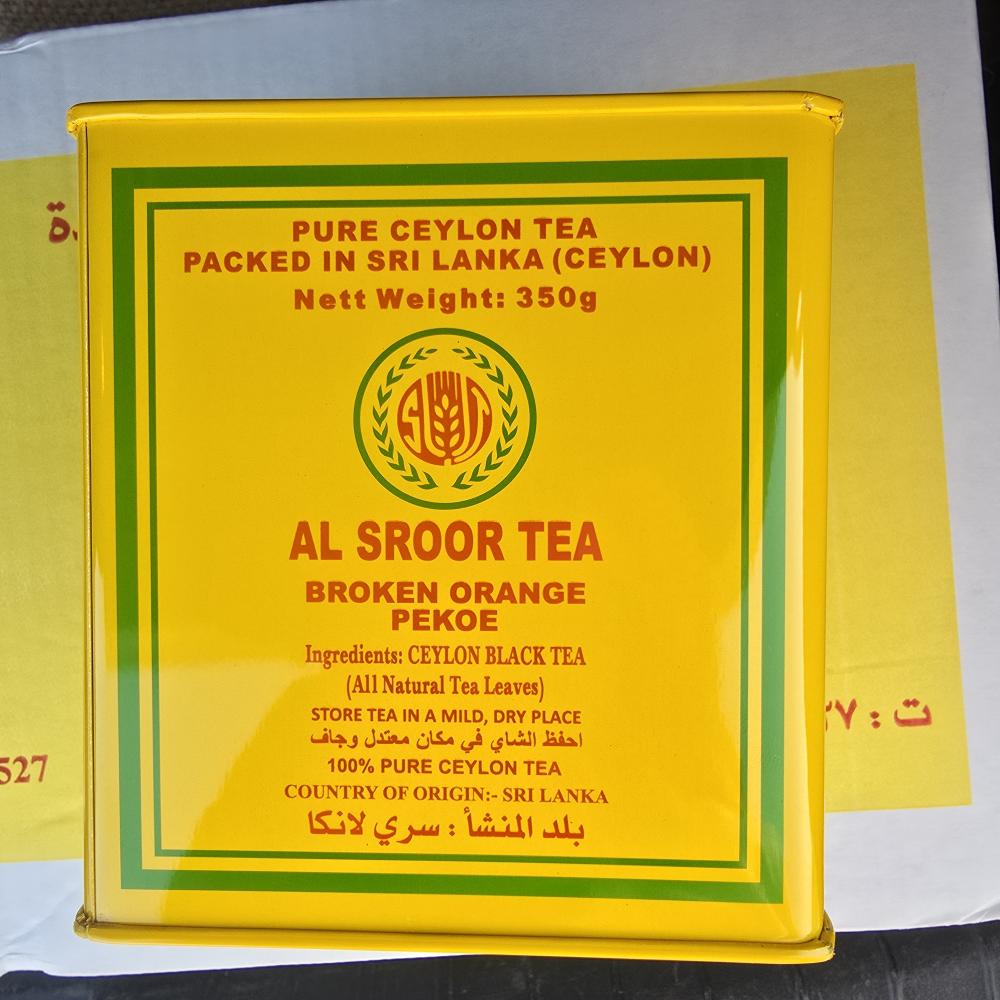 PURE CEYLON TEA
PACKED IN SRI LANKA (CEYLON)
Nett Weight: 350g
AL SROOR TEA
BROKEN ORANGE
PEKOE
Ingredients: CEYLON BLACK TEA
(All Natural Tea Leaves)
STORE TEA IN A MILD, DRY PLACE
احفظ الشاي في مكان معتدل وجاف
100% PURE CEYLON TEA
COUNTRY OF ORIGIN:- SRI LANKA
بلد المنشأ : سري لانكا
ت :
527